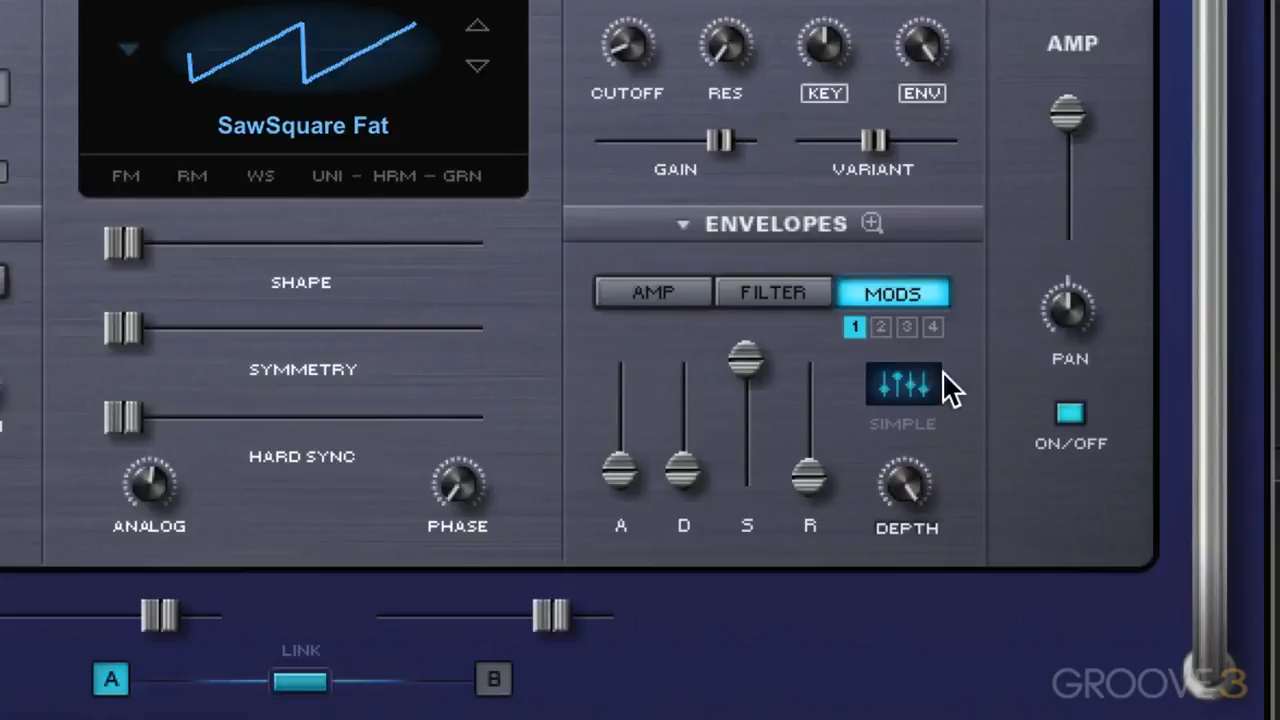 AMP
CUTOFF RES KEY ENV
SawSquare Fat
GAIN VARIANT
FM RM WS UNI - HRM - GRN
ENVELOPES
SHAPE
AMP FILTER MODS
1 2 3 4
PAN
SYMMETRY
SIMPLE
ON/OFF
HARD SYNC
ANALOG PHASE
A D S R DEPTH
LINK
A B
GROOVE3